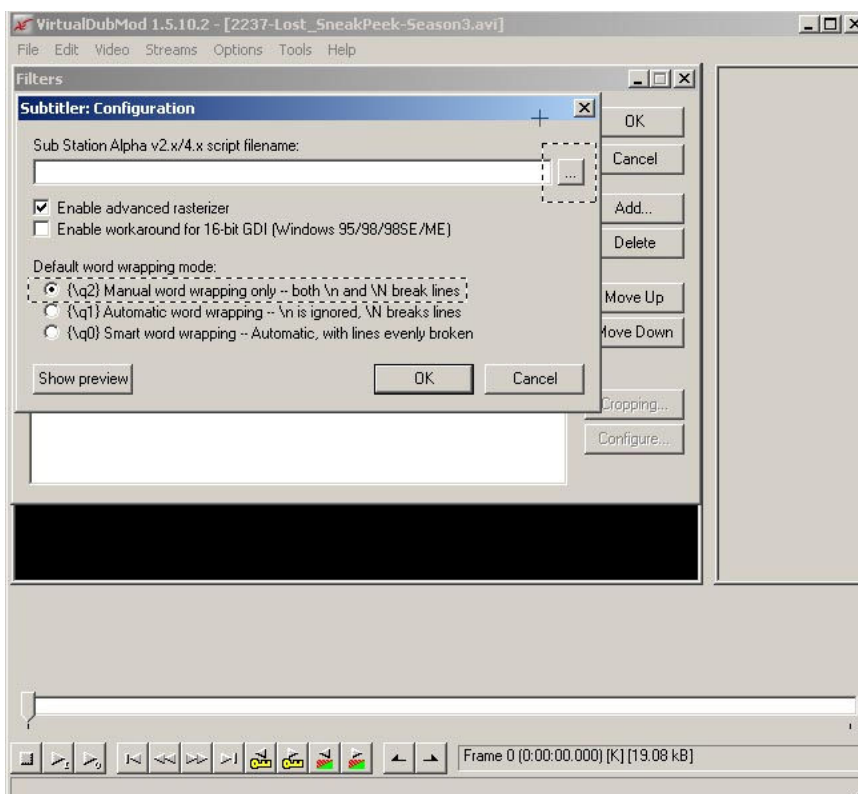 VirtualDubMod 1.5.10.2 - [2237-Lost_SneakPeek-Season3.avi]
File Edit Video Streams Options Tools Help
Filters
Subtitler: Configuration
Sub Station Alpha v2.x/4.x script filename:
...
Enable advanced rasterizer
Enable workaround for 16-bit GDI (Windows 95/98/98SE/ME)
Default word wrapping mode:
{\q2} Manual word wrapping only -- both \n and \N break lines
{\q1} Automatic word wrapping -- \n is ignored, \N breaks lines
{\q0} Smart word wrapping -- Automatic, with lines evenly broken
Show preview
OK
Cancel
OK
Cancel
Add...
Delete
Move Up
Move Down
Cropping...
Configure...
Frame 0 (0:00:00.000) [K] [19.08 kB]